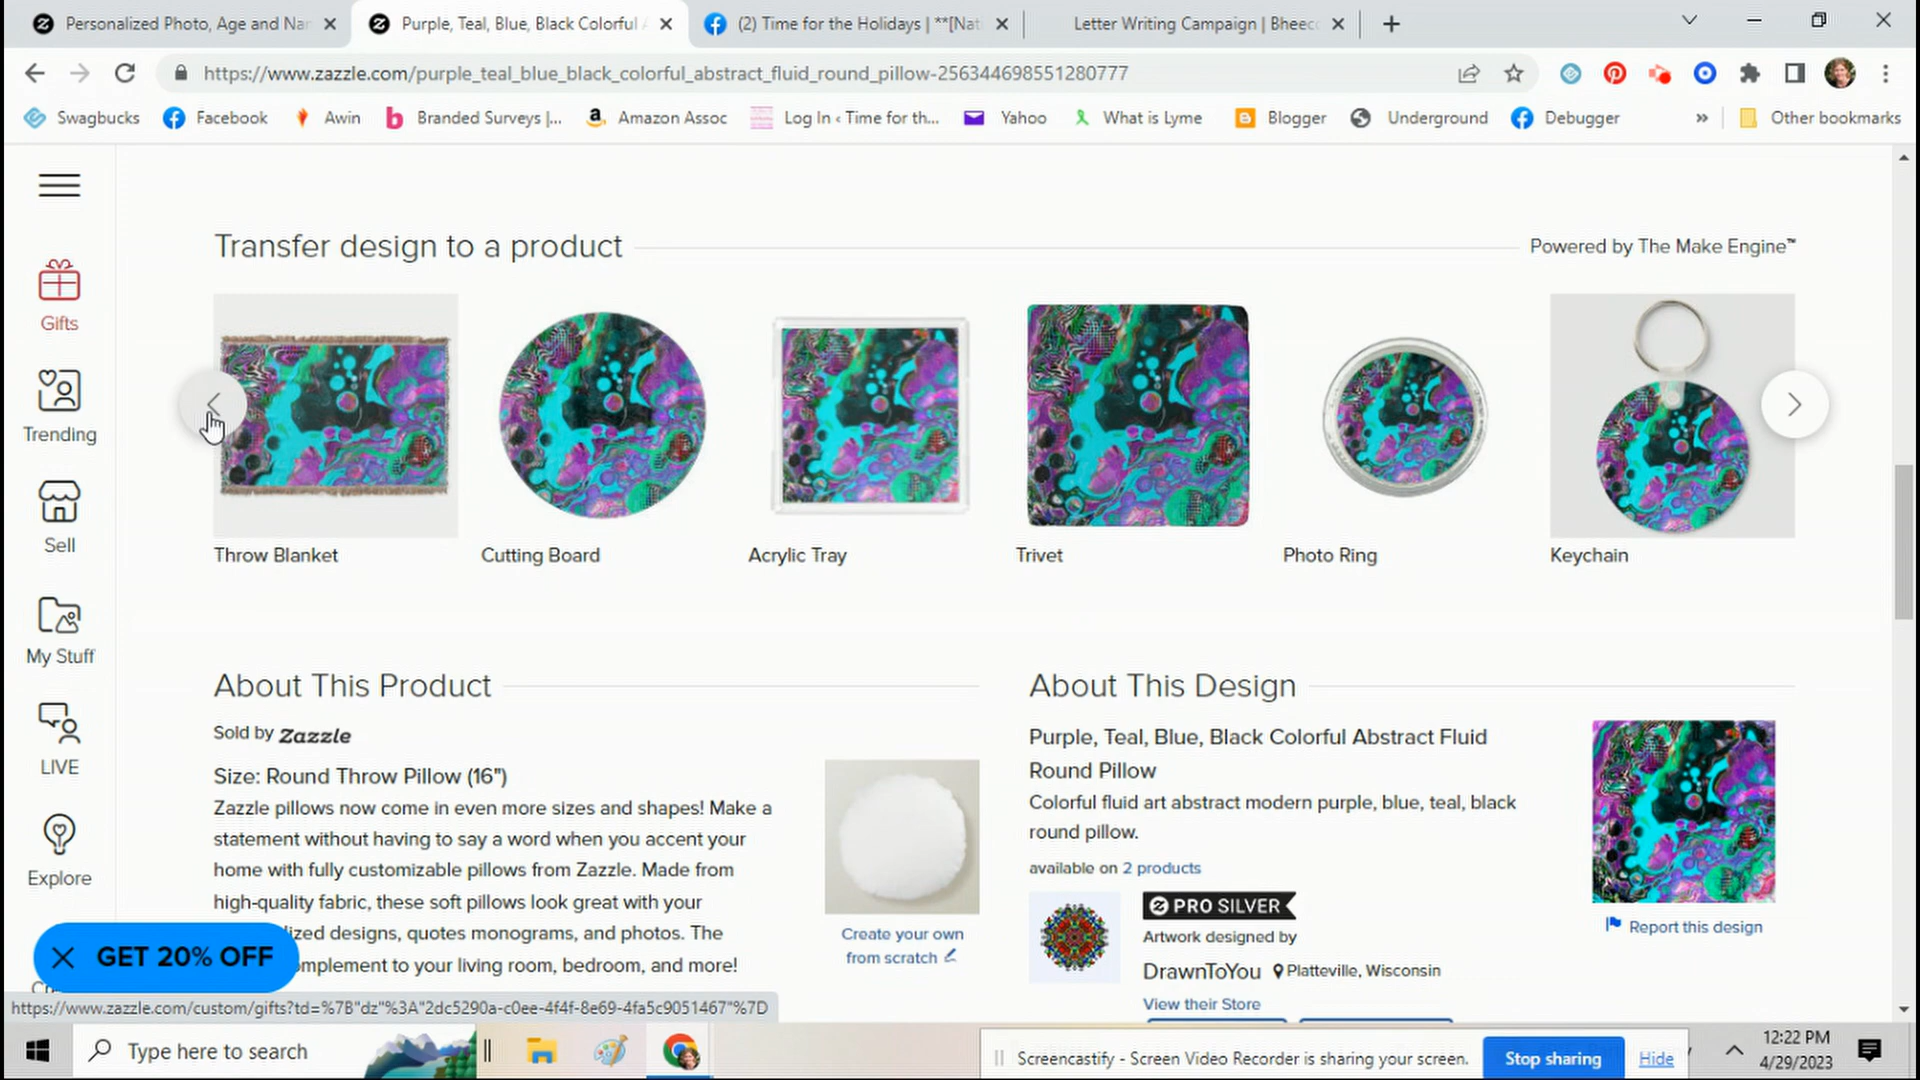 Personalized Photo, Age and Nar
Purple, Teal, Blue, Black Colorful
(2) Time for the Holidays | **[Nat
Letter Writing Campaign | Bheec
https://www.zazzle.com/purple_teal_blue_black_colorful_abstract_fluid_round_pillow-256344698551280777
Swagbucks
Facebook
Awin
Branded Surveys |...
Amazon Assoc
Log In ‹ Time for th...
Yahoo
What is Lyme
Blogger
Underground
Debugger
»
Other bookmarks
Gifts
Trending
Sell
My Stuff
LIVE
Explore
Transfer design to a product
Powered by The Make Engine™
Throw Blanket
Cutting Board
Acrylic Tray
Trivet
Photo Ring
Keychain
About This Product
Sold by Zazzle
Size: Round Throw Pillow (16")
Zazzle pillows now come in even more sizes and shapes! Make a
statement without having to say a word when you accent your
home with fully customizable pillows from Zazzle. Made from
high-quality fabric, these soft pillows look great with your
lized designs, quotes monograms, and photos. The
mplement to your living room, bedroom, and more!
Create your own
from scratch
About This Design
Purple, Teal, Blue, Black Colorful Abstract Fluid
Round Pillow
Colorful fluid art abstract modern purple, blue, teal, black
round pillow.
available on 2 products
PRO SILVER
Artwork designed by
DrawnToYou Platteville, Wisconsin
View their Store
Report this design
GET 20% OFF
https://www.zazzle.com/custom/gifts?td=%7B"dz"%3A"2dc5290a-c0ee-4f4f-8e69-4fa5c9051467"%7D
Type here to search
Screencastify - Screen Video Recorder is sharing your screen.
Stop sharing
Hide
12:22 PM
4/29/2023